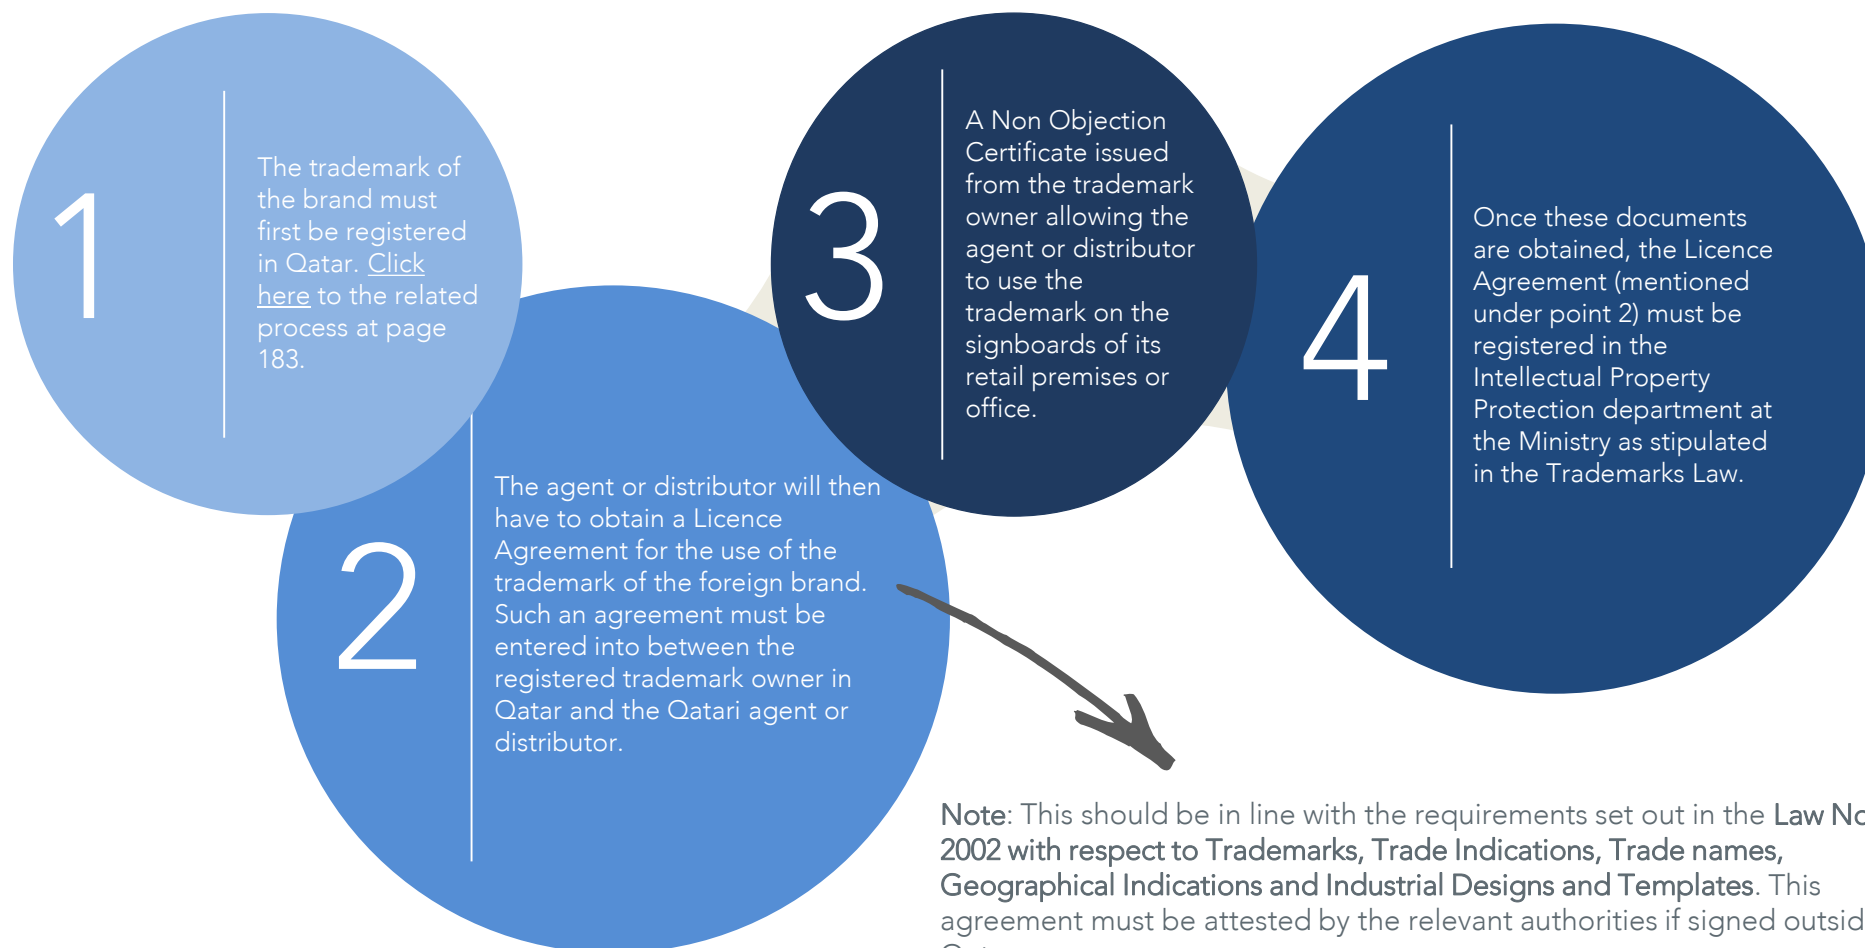 1
The trademark of
the brand must
first be registered
in Qatar. Click
here to the related
process at page
183.
2
The agent or distributor will then
have to obtain a Licence
Agreement for the use of the
trademark of the foreign brand.
Such an agreement must be
entered into between the
registered trademark owner in
Qatar and the Qatari agent or
distributor.
3
A Non Objection
Certificate issued
from the trademark
owner allowing the
agent or distributor
to use the
trademark on the
signboards of its
retail premises or
office.
4
Once these documents
are obtained, the Licence
Agreement (mentioned
under point 2) must be
registered in the
Intellectual Property
Protection department at
the Ministry as stipulated
in the Trademarks Law.
Note: This should be in line with the requirements set out in the Law No
2002 with respect to Trademarks, Trade Indications, Trade names,
Geographical Indications and Industrial Designs and Templates. This
agreement must be attested by the relevant authorities if signed outsid